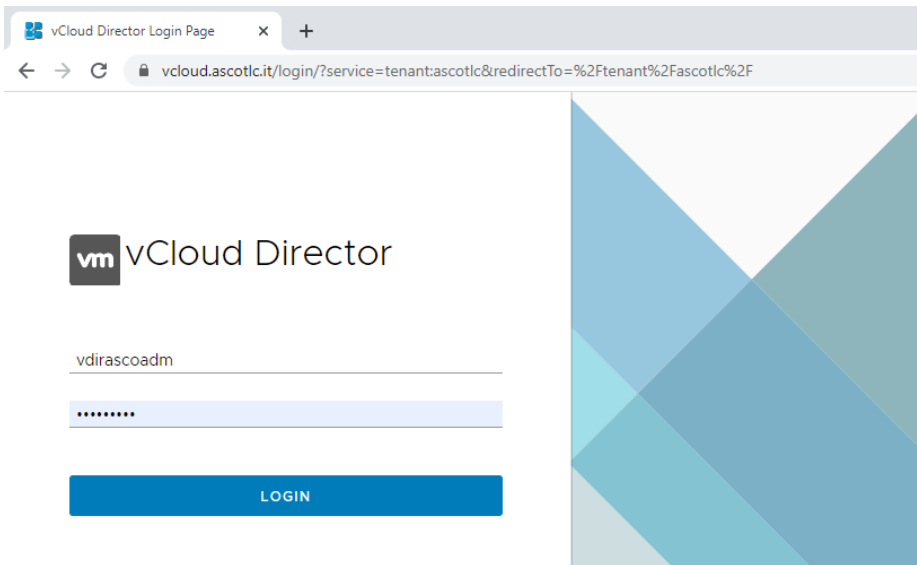 vCloud Director Login Page
vcloud.ascotlc.it/login/?service=tenant:ascotlc&redirectTo=%2Ftenant%2Fascotlc%2F
vm vCloud Director
vdirascoadm
•••••••••
LOGIN